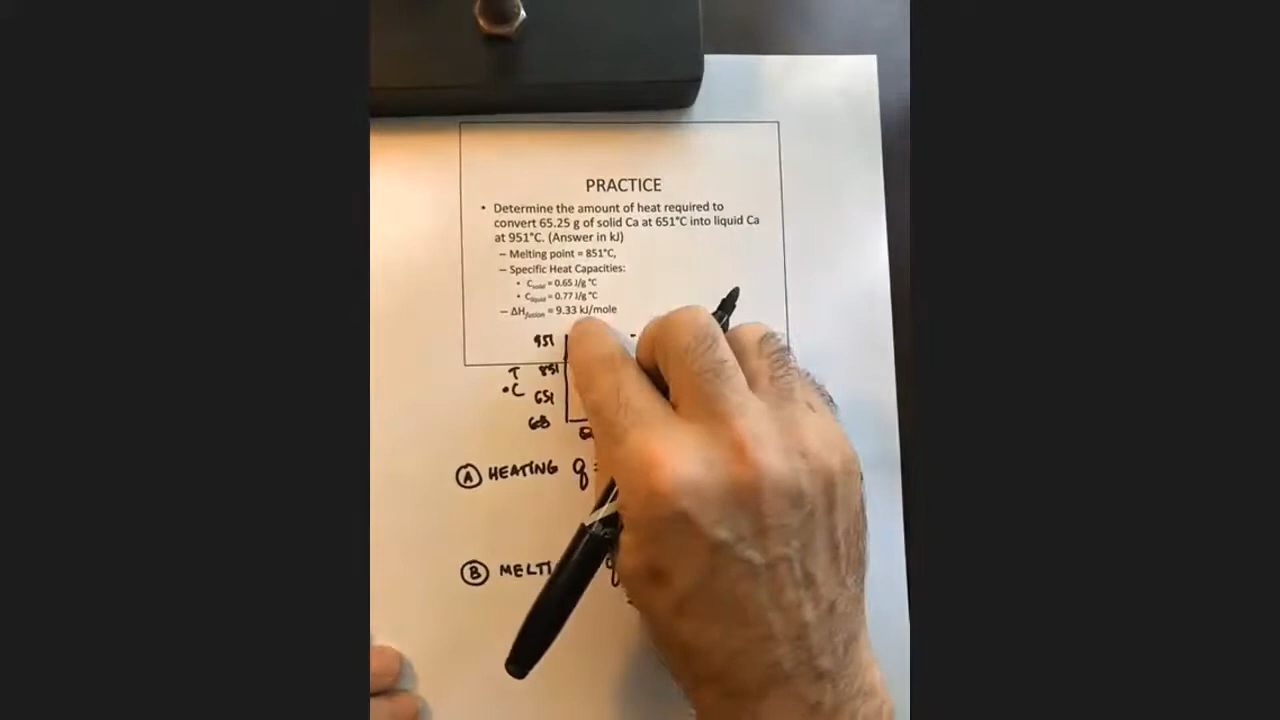 PRACTICE
• Determine the amount of heat required to
convert 65.25 g of solid Ca at 651°C into liquid Ca
at 951°C. (Answer in kJ)
– Melting point = 851°C,
– Specific Heat Capacities:
• Csolid = 0.65 J/g °C
• Cliquid = 0.77 J/g °C
– ΔHfusion = 9.33 kJ/mole
951
T 851
°C 651
Ⓐ HEATING q =
Ⓑ MELTI